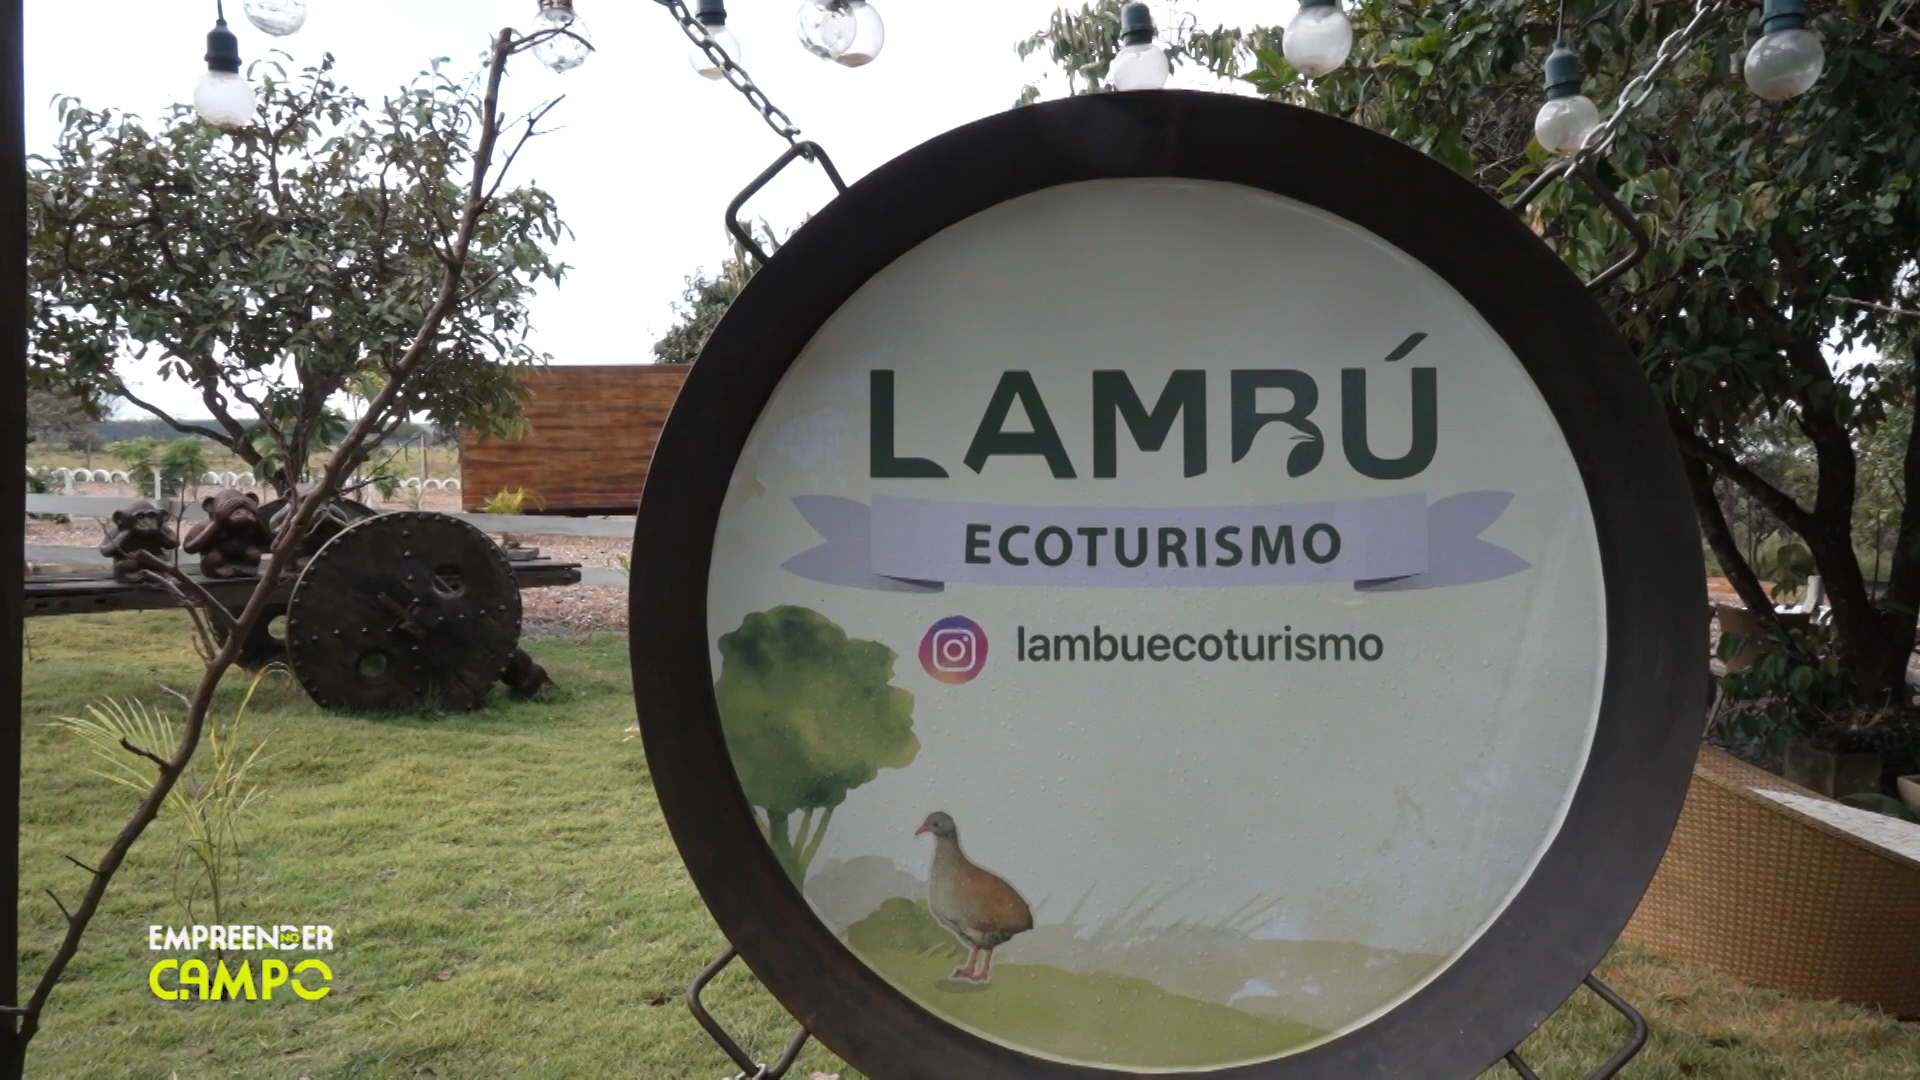 LAMBÚ
ECOTURISMO
lambuecoturismo
EMPREENDER
NO
CAMPO